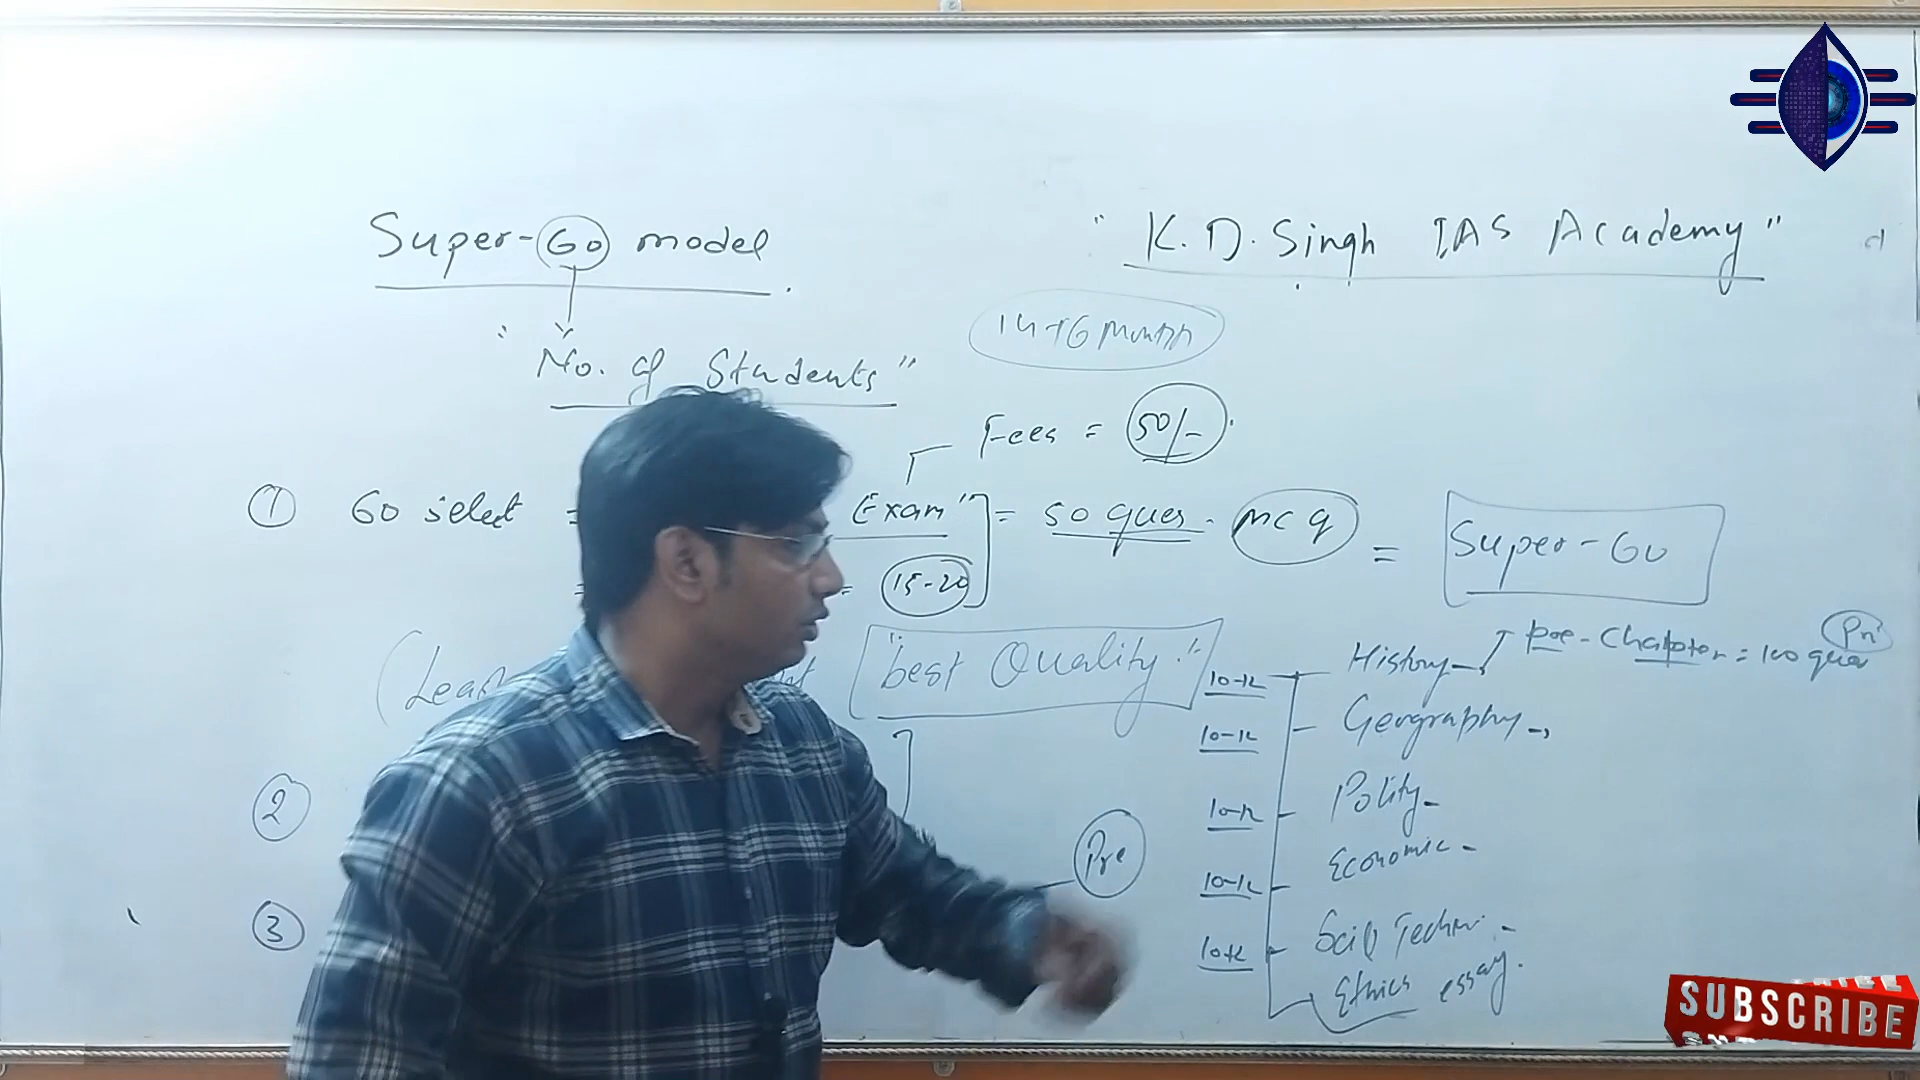 Super-60 model
"K.D. Singh IAS Academy"
14-16 Month
"No. of Students"
Fees = 50/-
① 60 select = Exam" = 50 ques. MCQ = Super-60
= 15-20
"best Quality"
10-12 History → Pre-Chapter = 100 ques
Pri
10-12 Geography -
②
10-12 Polity -
Pre
10-12 Economic -
③
10-12 Sci & Techn. -
Ethics essay.
SUBSCRIBE